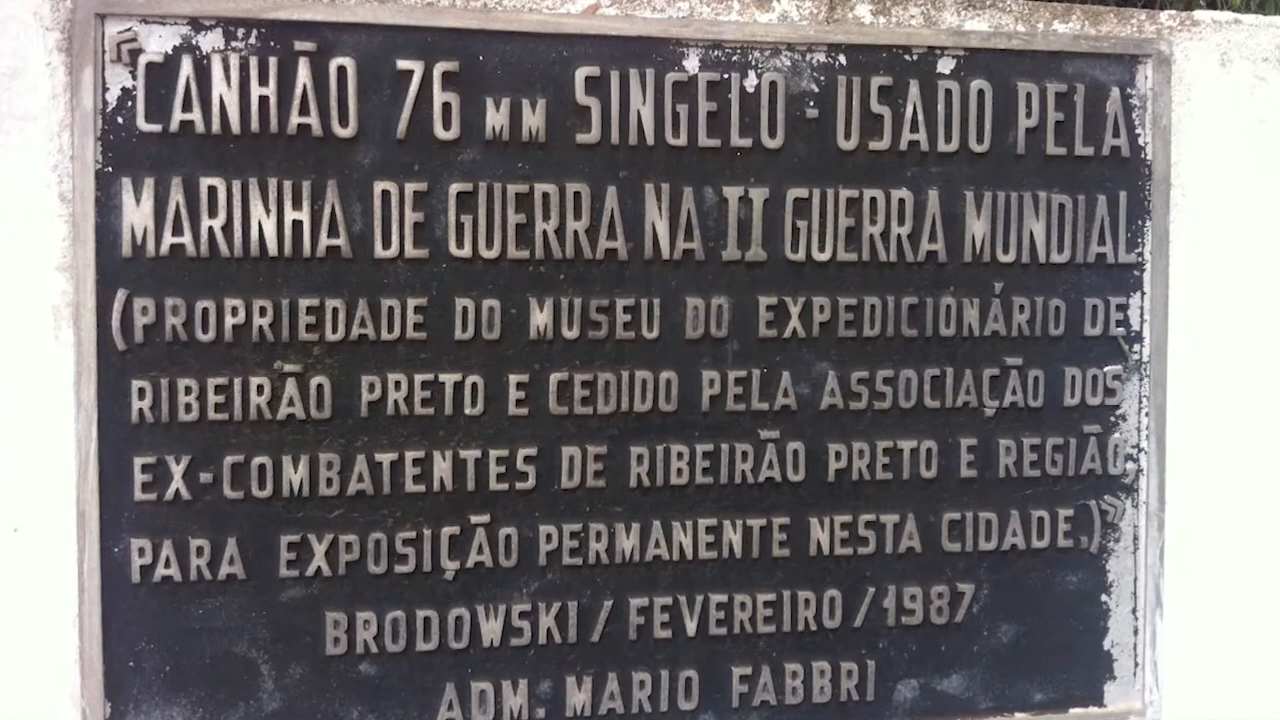 «CANHÃO 76 MM SINGELO - USADO PELA
MARINHA DE GUERRA NA II GUERRA MUNDIAL
(PROPRIEDADE DO MUSEU DO EXPEDICIONÁRIO DE
RIBEIRÃO PRETO E CEDIDO PELA ASSOCIAÇÃO DOS
EX-COMBATENTES DE RIBEIRÃO PRETO E REGIÃO,
PARA EXPOSIÇÃO PERMANENTE NESTA CIDADE.)»
BRODOWSKI / FEVEREIRO / 1987
ADM. MARIO FABBRI